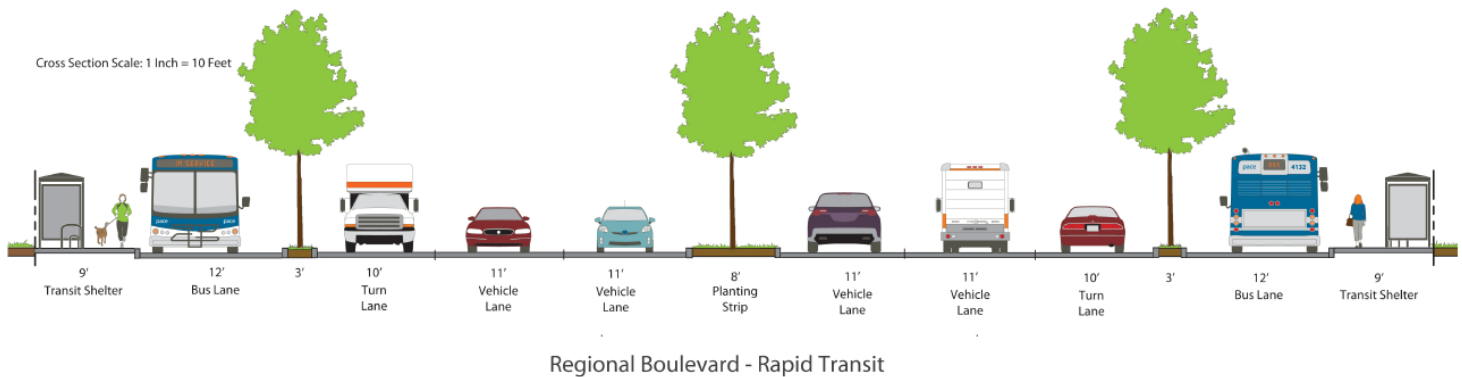 Cross Section Scale: 1 Inch = 10 Feet
IN SERVICE
pace
pace
pace
4132
9’
Transit Shelter
12’
Bus Lane
3’
10’
Turn
Lane
11’
Vehicle
Lane
11’
Vehicle
Lane
8’
Planting
Strip
11’
Vehicle
Lane
11’
Vehicle
Lane
10’
Turn
Lane
3’
12’
Bus Lane
9’
Transit Shelter
Regional Boulevard - Rapid Transit